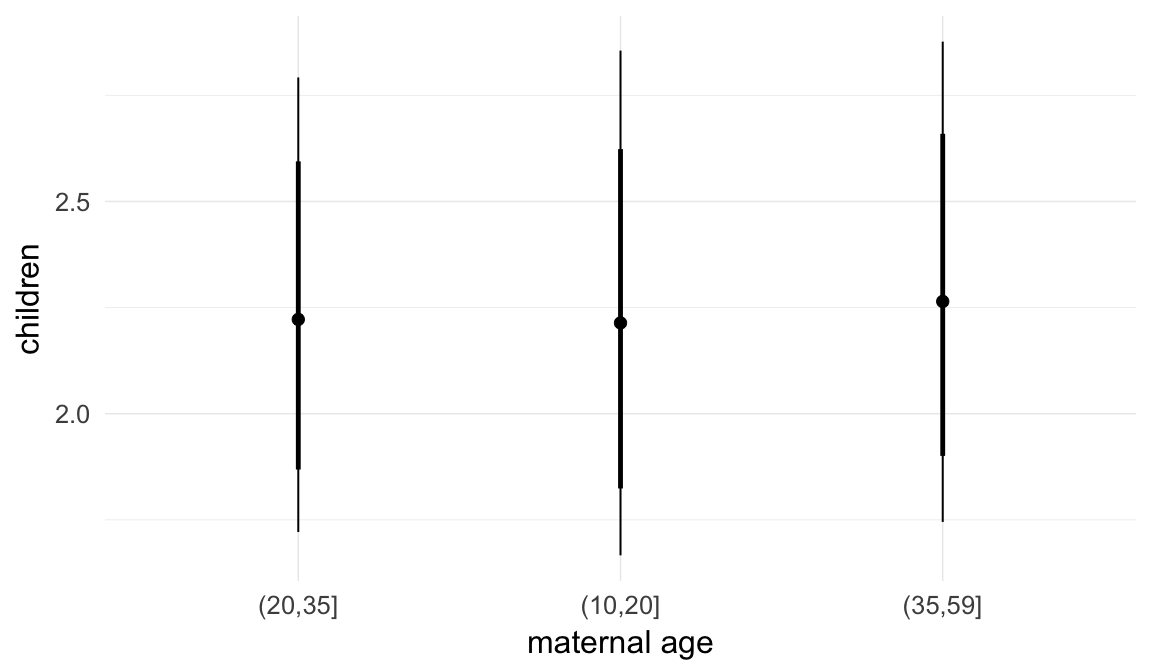 children
2.5
2.0
(20,35]
(10,20]
(35,59]
maternal age